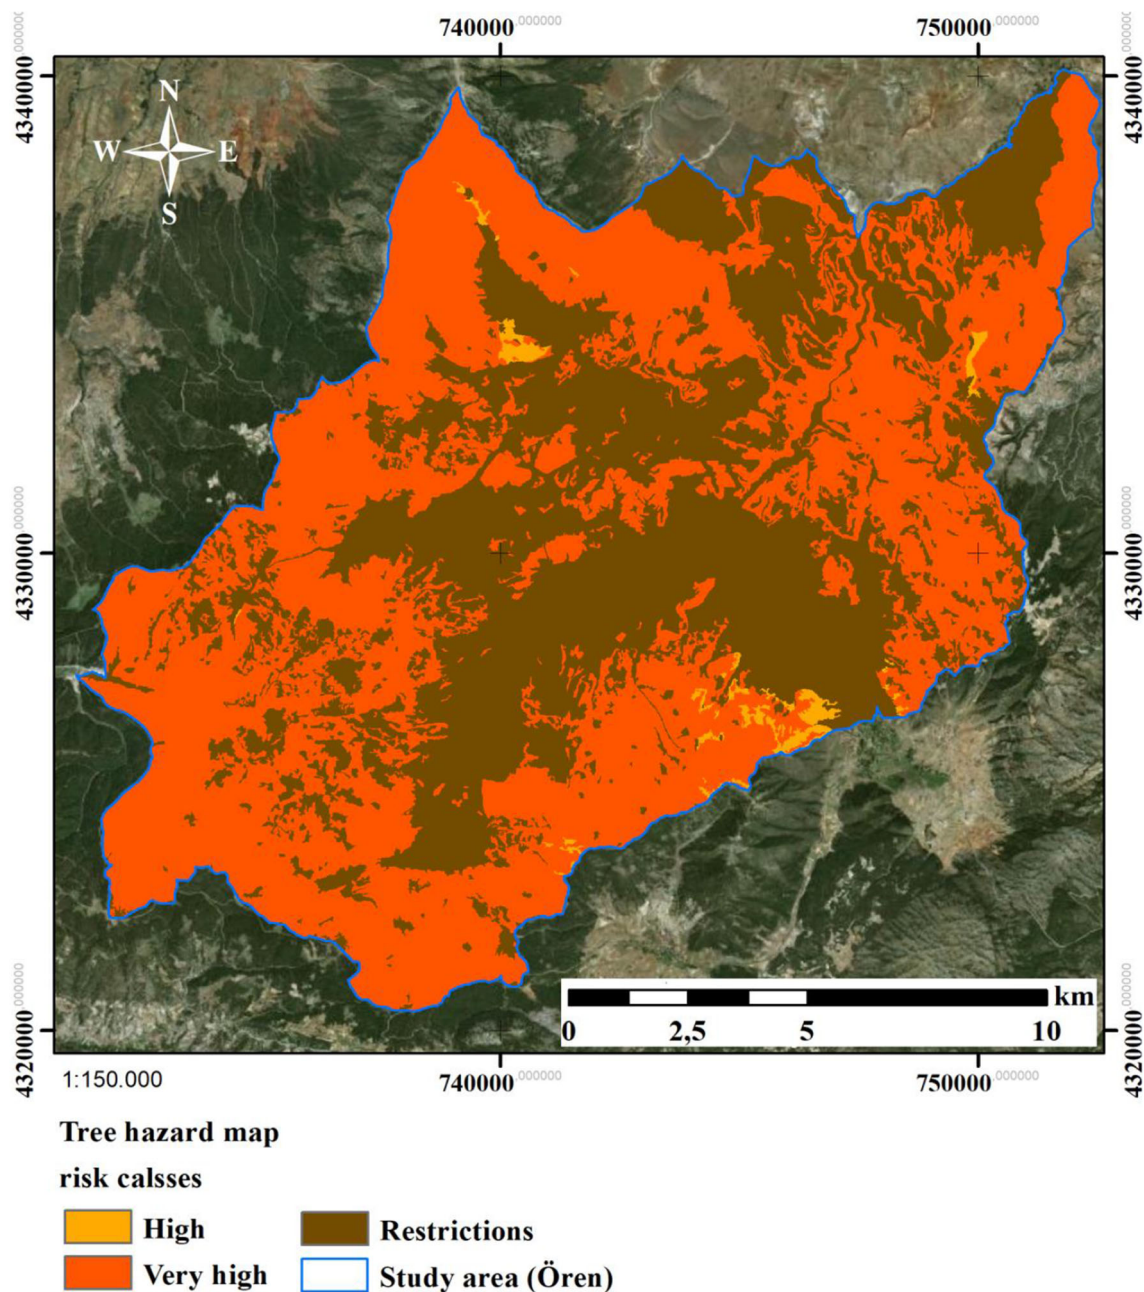 740000,000000 750000,000000
4340000,000000 4340000,000000
N
W E
S
4330000,000000 4330000,000000
4320000,000000 4320000,000000
km
0 2,5 5 10
740000,000000 750000,000000
1:150.000
Tree hazard map
risk calsses
High Restrictions
Very high Study area (Ören)